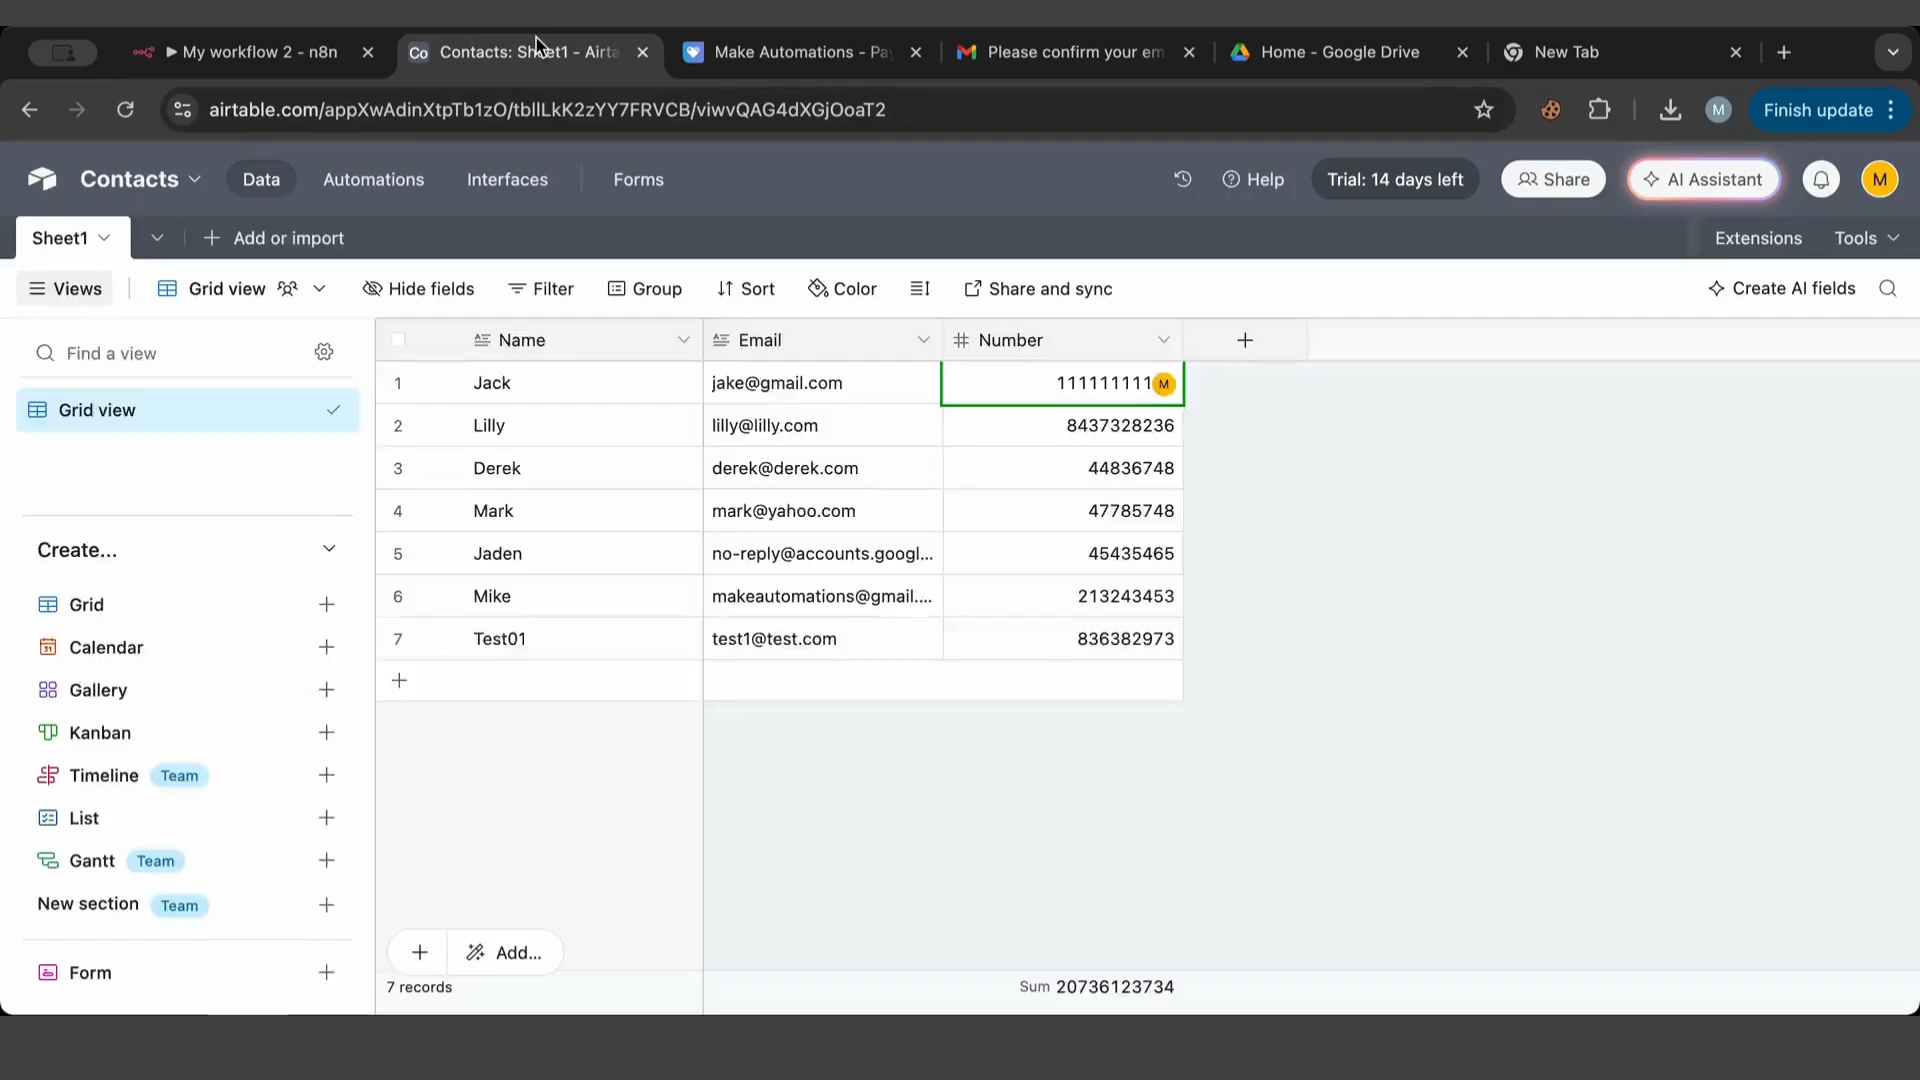 My workflow 2 - n8n
Co Contacts: Sheet1 - Airta
Make Automations - Pa
Please confirm your em
Home - Google Drive
New Tab
airtable.com/appXwAdinXtpTb1zO/tbllLkK2zYY7FRVCB/viwvQAG4dXGjOoaT2
M
Finish update
Contacts
Data
Automations
Interfaces
Forms
Help
Trial: 14 days left
Share
AI Assistant
M
Sheet1
Add or import
Extensions
Tools
Views
Grid view
Hide fields
Filter
Group
Sort
Color
Share and sync
Create AI fields
Find a view
Grid view
Create...
Grid
Calendar
Gallery
Kanban
Timeline Team
List
Gantt Team
New section Team
Form
Name Email Number
1 Jack jake@gmail.com 111111111 M
2 Lilly lilly@lilly.com 8437328236
3 Derek derek@derek.com 44836748
4 Mark mark@yahoo.com 47785748
5 Jaden no-reply@accounts.googl... 45435465
6 Mike makeautomations@gmail.... 213243453
7 Test01 test1@test.com 836382973
Add...
7 records
Sum 20736123734